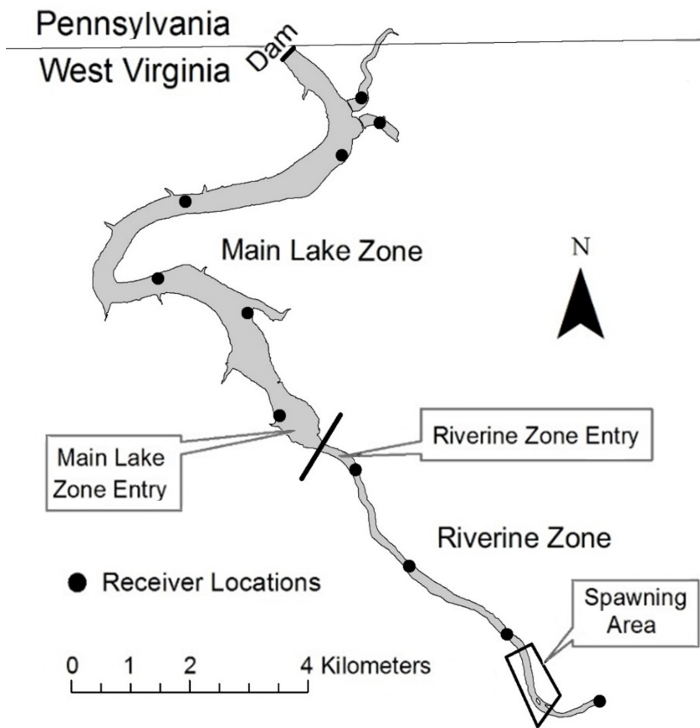 Pennsylvania
West Virginia
Dam
Main Lake Zone
N
Riverine Zone Entry
Main Lake
Zone Entry
Riverine Zone
Receiver Locations
Spawning
Area
0 1 2 4 Kilometers